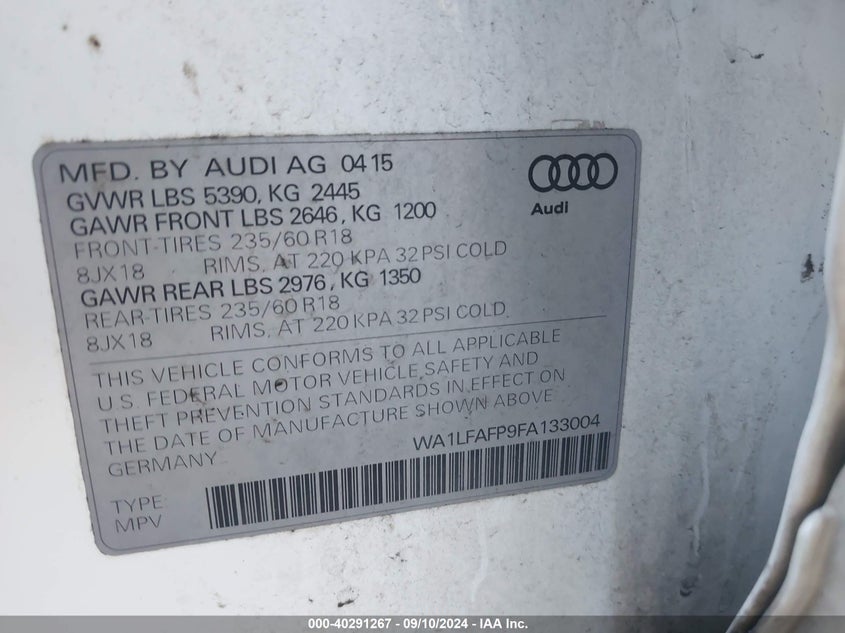 MFD. BY AUDI AG 04 15
GVWR LBS 5390, KG 2445
GAWR FRONT LBS 2646, KG 1200
FRONT-TIRES 235/60 R18
8JX18 RIMS, AT 220 KPA 32 PSI COLD
GAWR REAR LBS 2976, KG 1350
REAR-TIRES 235/60 R18
8JX18 RIMS, AT 220 KPA 32 PSI COLD.
Audi
THIS VEHICLE CONFORMS TO ALL APPLICABLE
U.S. FEDERAL MOTOR VEHICLE SAFETY AND
THEFT PREVENTION STANDARDS IN EFFECT ON
THE DATE OF MANUFACTURE SHOWN ABOVE
GERMANY
WA1LFAFP9FA133004
TYPE
MPV
000-40291267 - 09/10/2024 - IAA Inc.